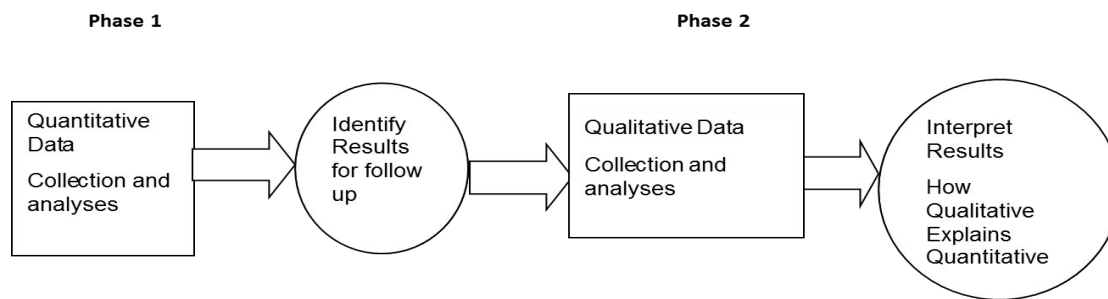 Phase 1
Phase 2
Quantitative
Data
Collection and
analyses
Identify
Results
for follow
up
Qualitative Data
Collection and
analyses
Interpret
Results
How
Qualitative
Explains
Quantitative